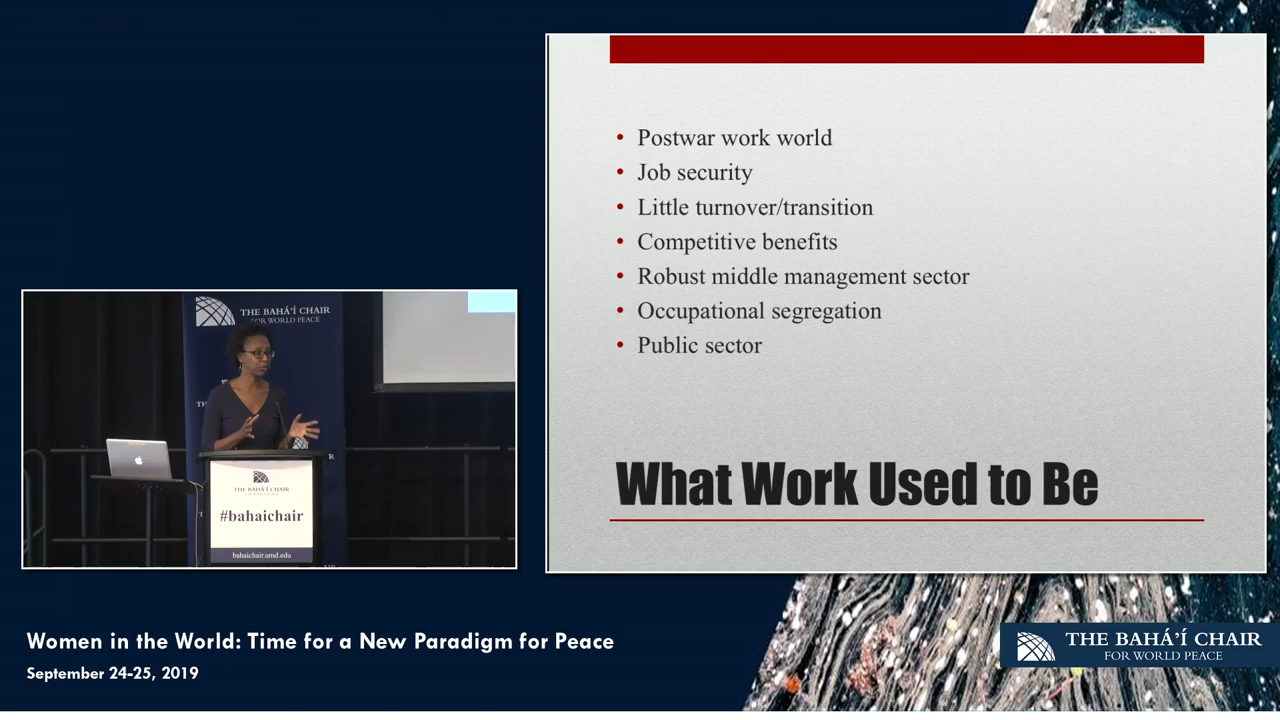 Postwar work world
Job security
Little turnover/transition
Competitive benefits
Robust middle management sector
Occupational segregation
Public sector
What Work Used to Be
THE BAHÁ'Í CHAIR
FOR WORLD PEACE
THE BAHÁ'Í CHAIR
#bahaichair
bahaichair.umd.edu
Women in the World: Time for a New Paradigm for Peace
September 24-25, 2019
THE BAHÁ'Í CHAIR
FOR WORLD PEACE